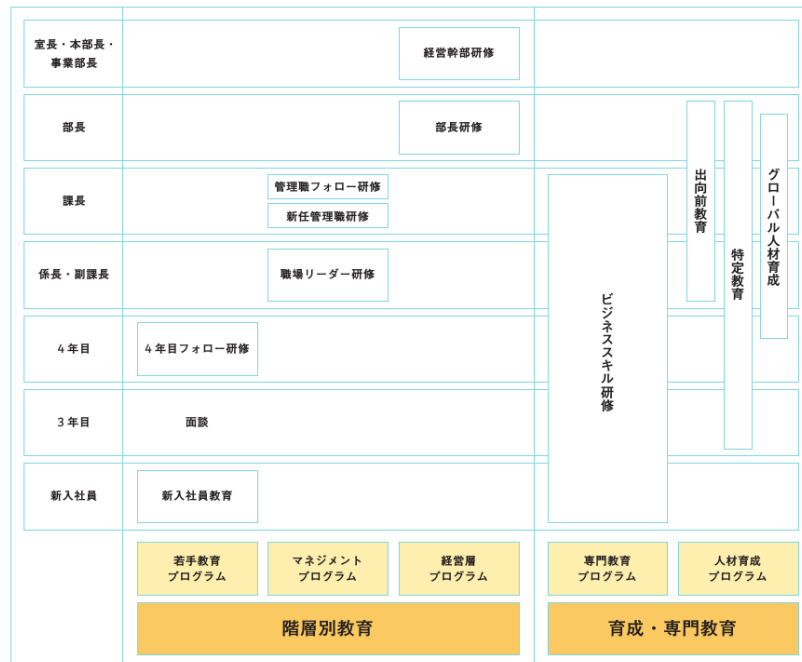 室長・本部長・
事業部長
経営幹部研修
部長
部長研修
課長
管理職フォロー研修
新任管理職研修
係長・副課長
職場リーダー研修
4年目
4年目フォロー研修
3年目
面談
新入社員
新入社員教育
ビジネススキル研修
出向前教育
特定教育
グローバル人材育成
若手教育
プログラム
マネジメント
プログラム
経営層
プログラム
専門教育
プログラム
人材育成
プログラム
階層別教育
育成・専門教育